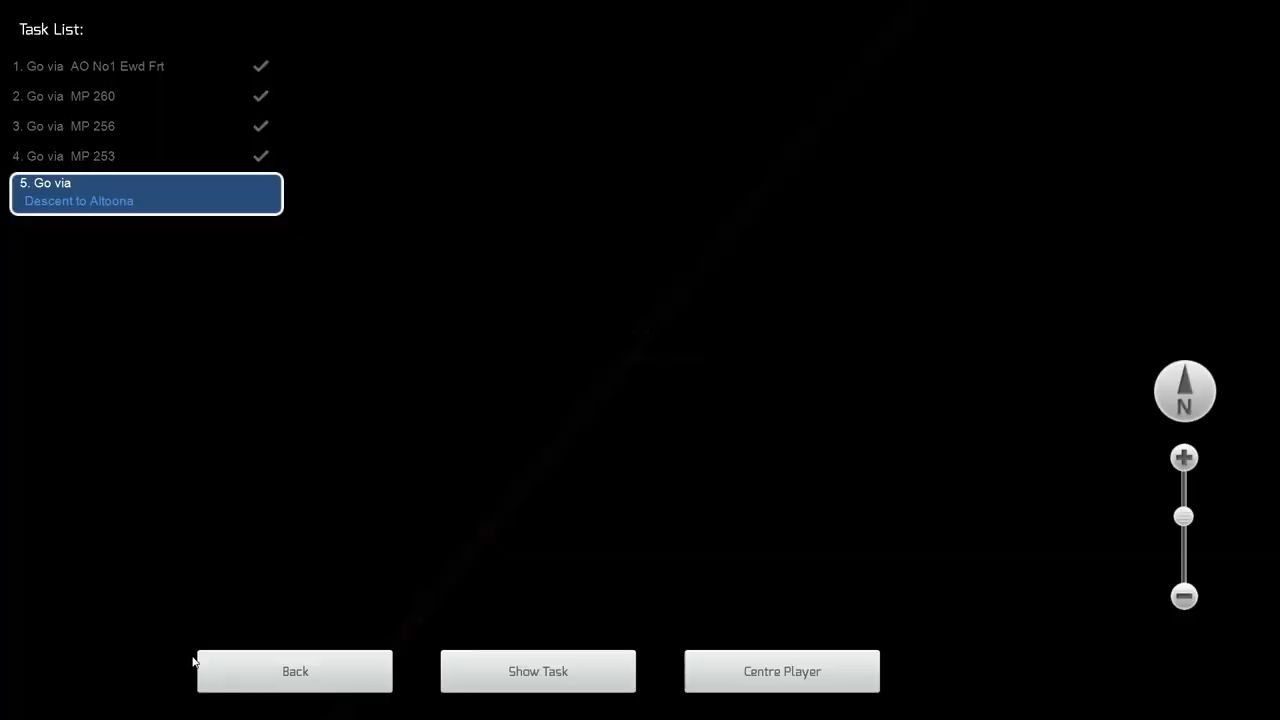 Task List:
1. Go via  AO No1 Ewd Frt
2. Go via  MP 260
3. Go via  MP 256
4. Go via  MP 253
5. Go via
Descent to Altoona
N
Back
Show Task
Centre Player